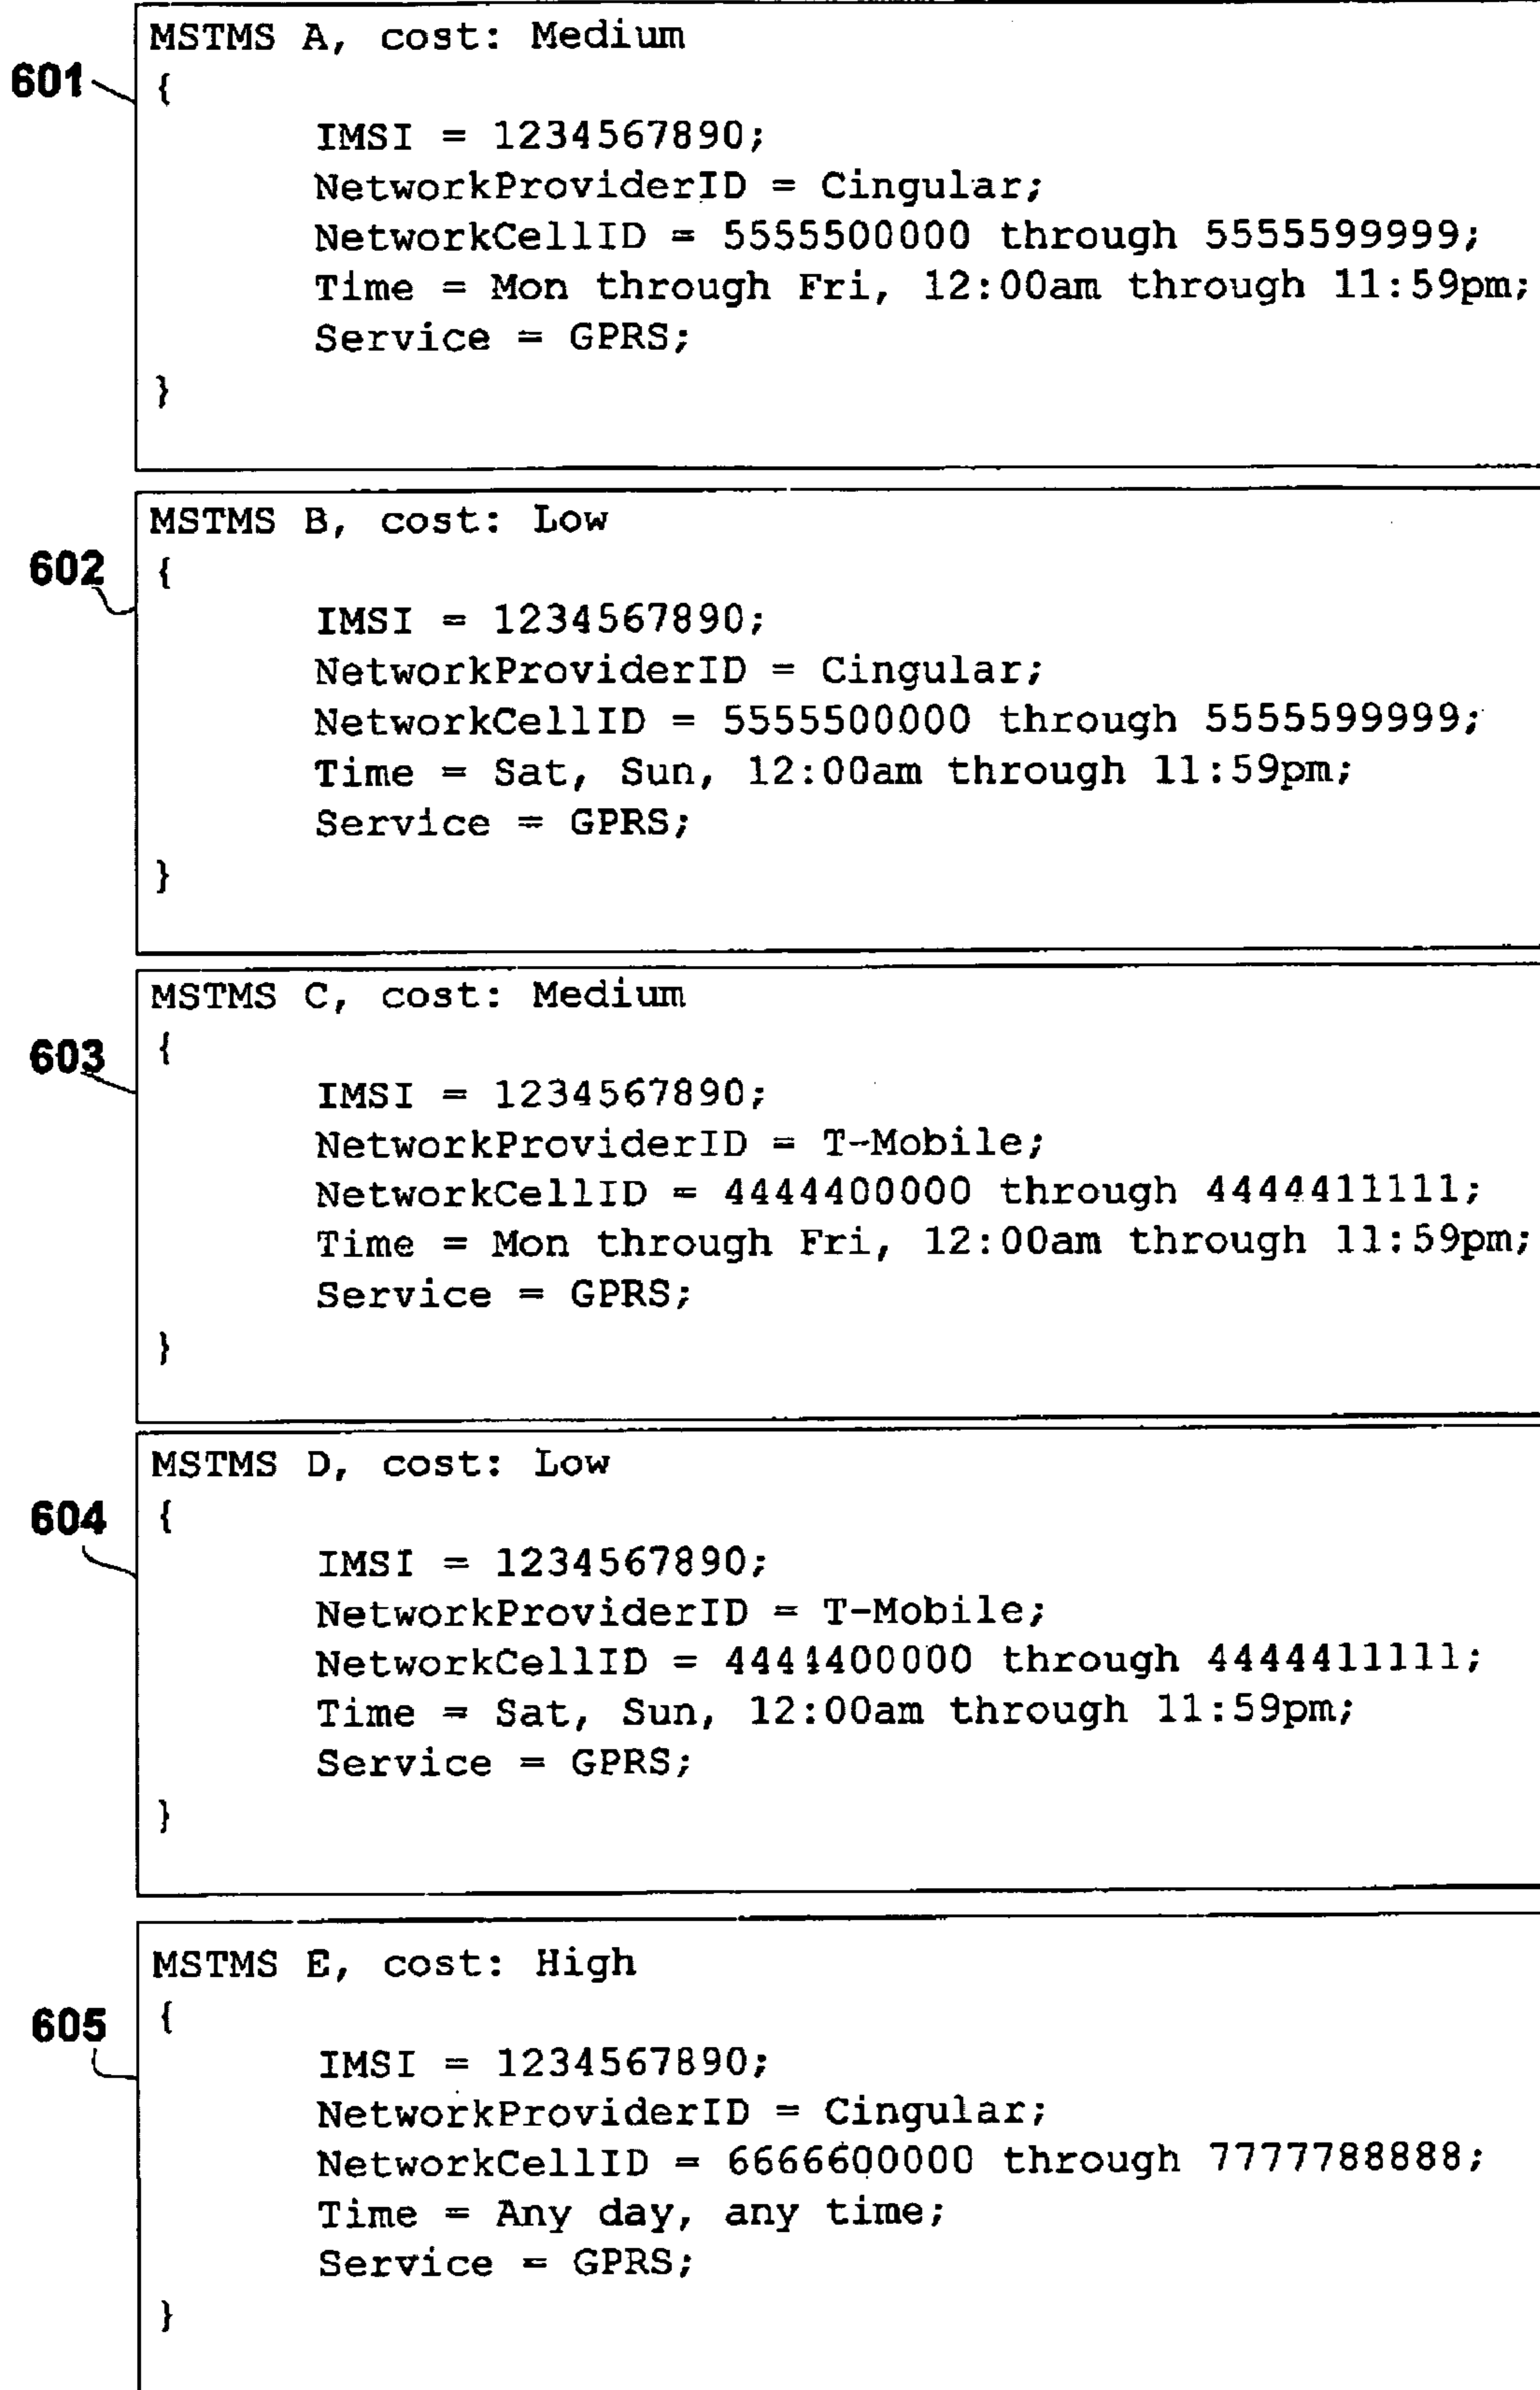 MSTMS A, cost: Medium
601
{
IMSI = 1234567890;
NetworkProviderID = Cingular;
NetworkCellID = 5555500000 through 5555599999;
Time = Mon through Fri, 12:00am through 11:59pm;
Service = GPRS;
}
MSTMS B, cost: Low
602
{
IMSI = 1234567890;
NetworkProviderID = Cingular;
NetworkCellID = 5555500000 through 5555599999;
Time = Sat, Sun, 12:00am through 11:59pm;
Service = GPRS;
}
MSTMS C, cost: Medium
603
{
IMSI = 1234567890;
NetworkProviderID = T-Mobile;
NetworkCellID = 4444400000 through 4444411111;
Time = Mon through Fri, 12:00am through 11:59pm;
Service = GPRS;
}
MSTMS D, cost: Low
604
{
IMSI = 1234567890;
NetworkProviderID = T-Mobile;
NetworkCellID = 4444400000 through 4444411111;
Time = Sat, Sun, 12:00am through 11:59pm;
Service = GPRS;
}
MSTMS E, cost: High
605
{
IMSI = 1234567890;
NetworkProviderID = Cingular;
NetworkCellID = 6666600000 through 7777788888;
Time = Any day, any time;
Service = GPRS;
}